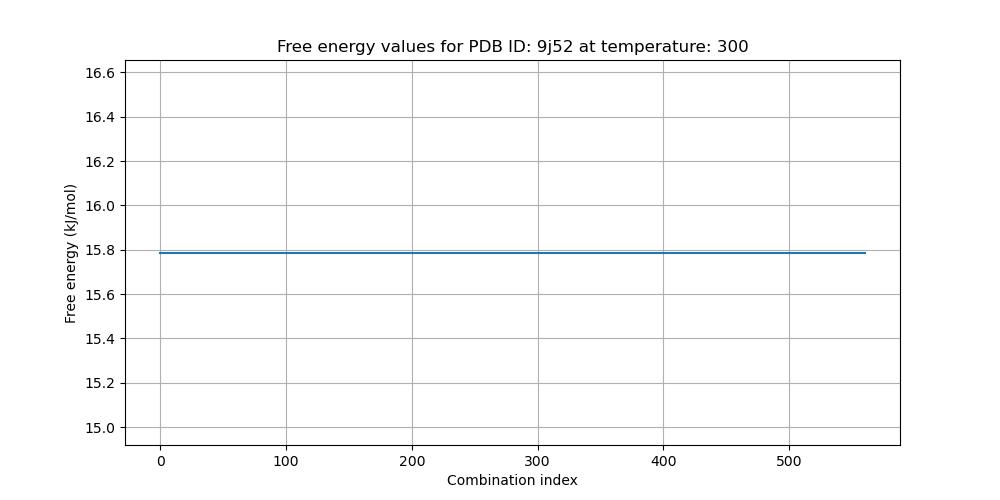 Free energy values for PDB ID: 9j52 at temperature: 300
16.6
16.4
16.2
16.0
15.8
15.6
15.4
15.2
15.0
Free energy (kJ/mol)
0 100 200 300 400 500
Combination index